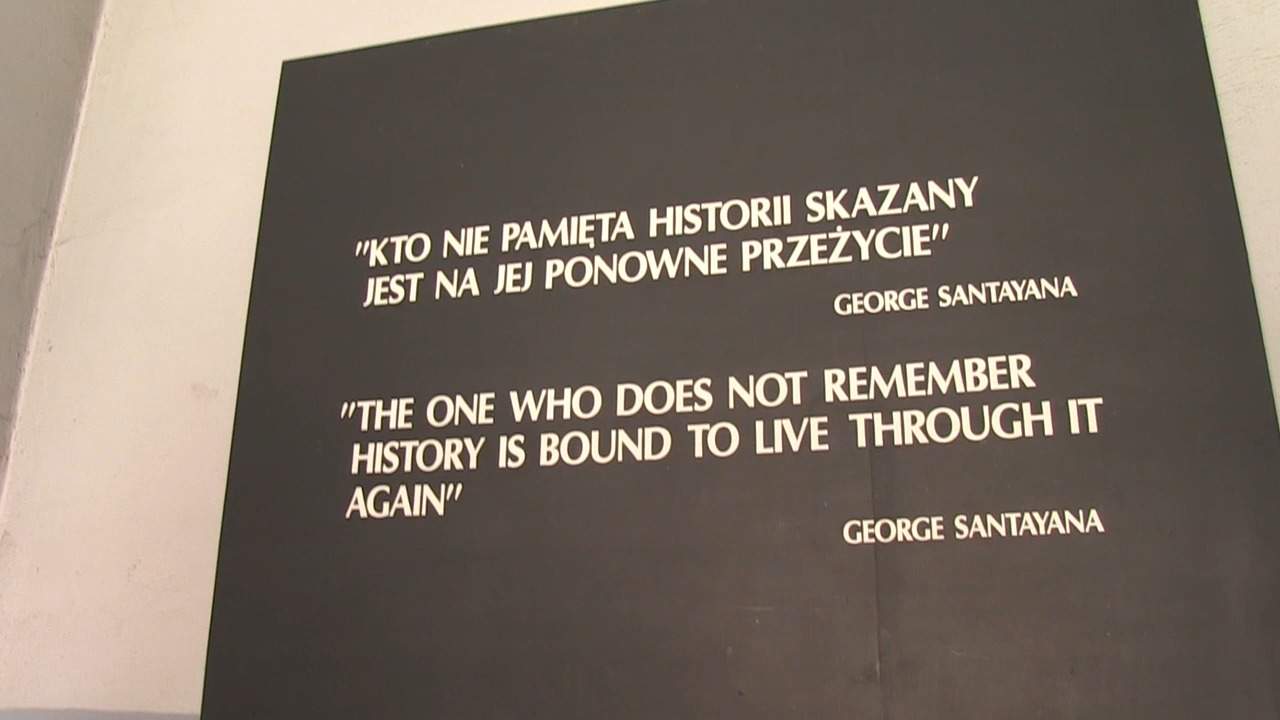 "KTO NIE PAMIĘTA HISTORII SKAZANY
JEST NA JEJ PONOWNE PRZEŻYCIE"
GEORGE SANTAYANA
"THE ONE WHO DOES NOT REMEMBER
HISTORY IS BOUND TO LIVE THROUGH IT
AGAIN"
GEORGE SANTAYANA